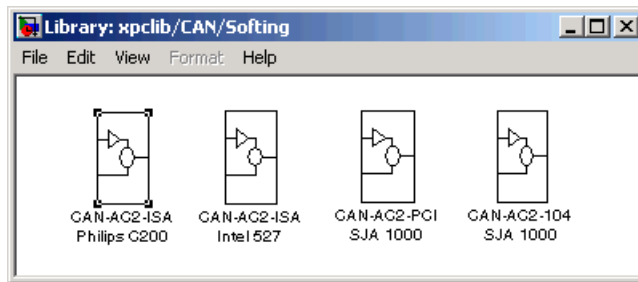 Library: xpclib/CAN/Softing
File Edit View Format Help
CAN-AC2-ISA CAN-AC2-ISA CAN-AC2-PCI CAN-AC2-104
Philips C200 Intel 527 SJA 1000 SJA 1000